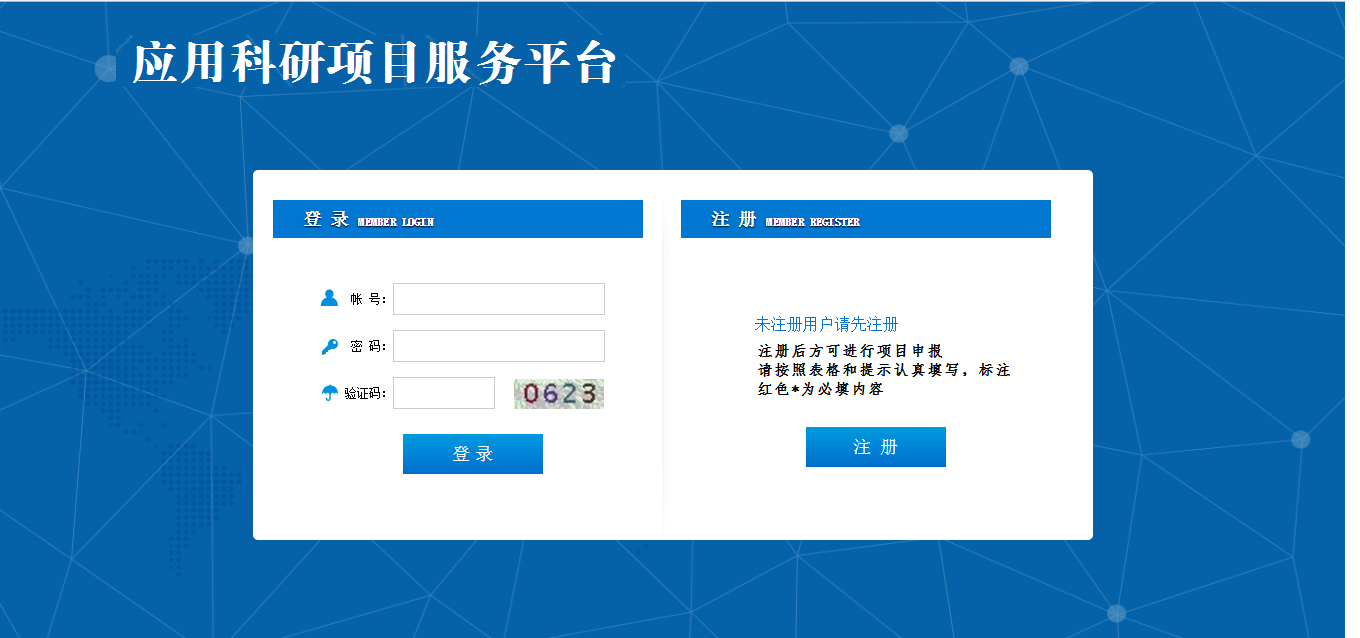 应用科研项目服务平台
登 录 MEMBER LOGIN
帐 号：
密 码：
验证码：
0623
登 录
注 册 MEMBER REGISTER
未注册用户请先注册
注册后方可进行项目申报
请按照表格和提示认真填写，标注
红色*为必填内容
注 册